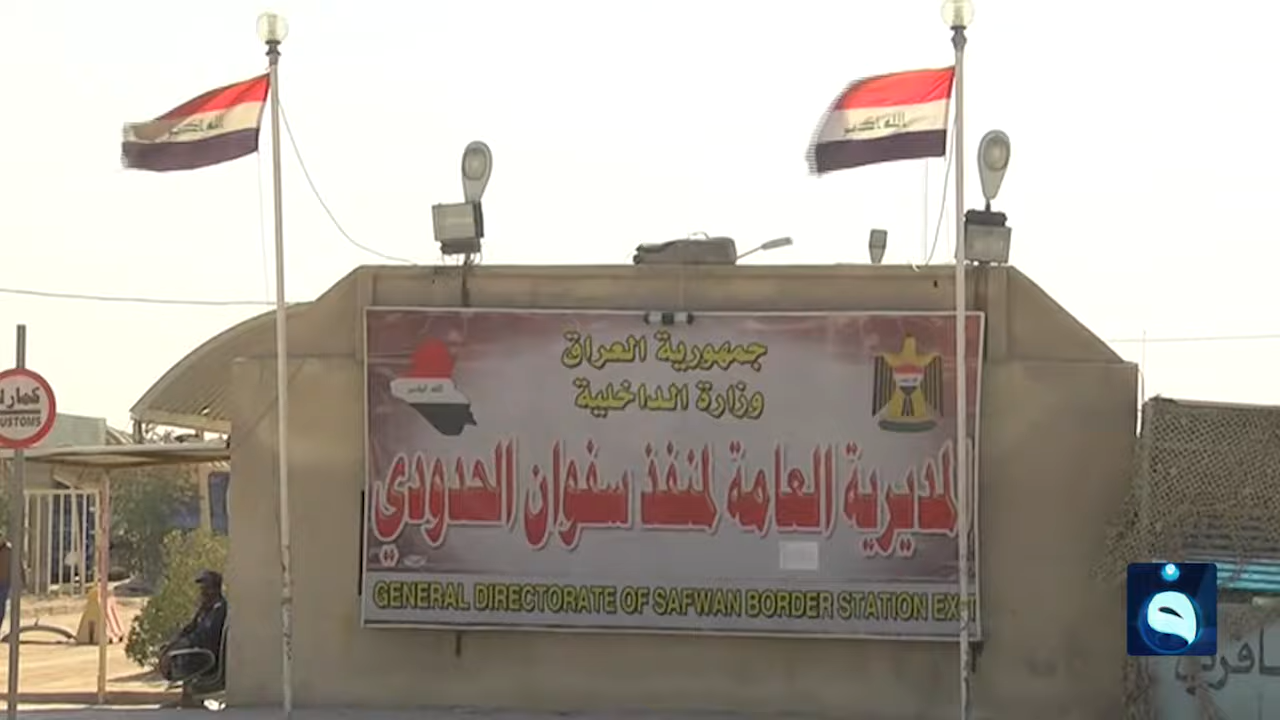 الله اكبر
الله اكبر
جمهورية العراق
وزارة الداخلية
المديرية العامة لمنفذ سفوان الحدودي
GENERAL DIRECTORATE OF SAFWAN BORDER STATION EXIT
كمارك
CUSTOMS